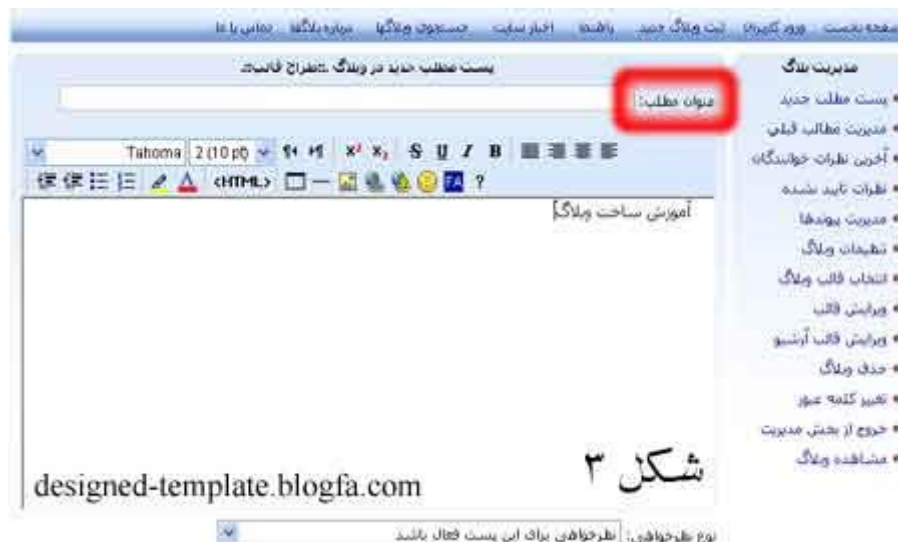 صفحه نخست ورود کاربران ثبت وبلاگ جدید راهنما اخبار سایت جستجوی وبلاگها درباره بلاگفا تماس با ما
مدیریت بلاگ
پست مطلب جدید
مدیریت مطالب قبلی
آخرین نظرات خوانندگان
نظرات تایید نشده
مدیریت پیوندها
تنظیمات وبلاگ
انتخاب قالب وبلاگ
ویرایش قالب
ویرایش قالب آرشیو
حذف وبلاگ
تغییر کلمه عبور
خروج از بخش مدیریت
مشاهده وبلاگ
پست مطلب جدید در وبلاگ .::طراح قالب::.
عنوان مطلب:
Tahoma 2 (10 pt) X² X₂ S U I B
<HTML> FA ?
آموزش ساخت وبلاگ
شکل ۳
designed-template.blogfa.com
نوع نظرخواهی: نظرخواهی برای این پست فعال باشد